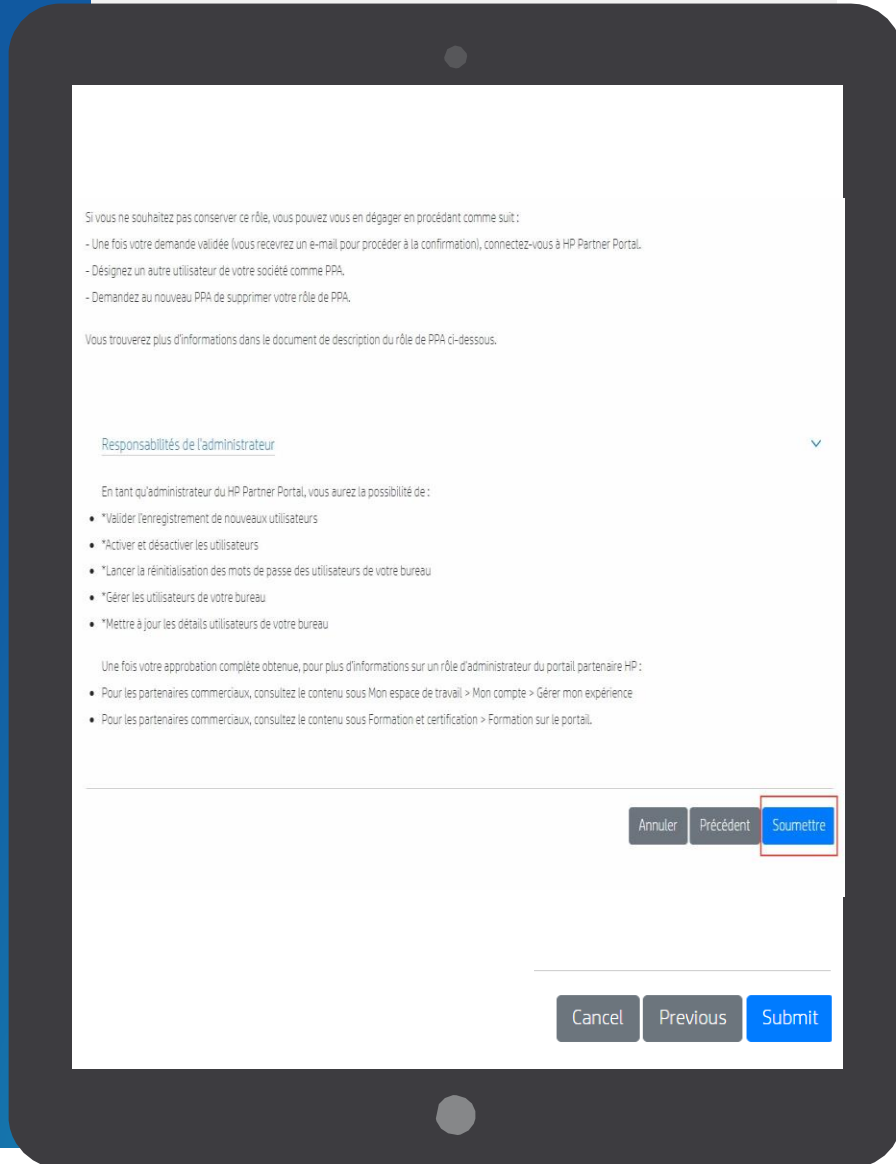 Si vous ne souhaitez pas conserver ce rôle, vous pouvez vous en dégager en procédant comme suit :
- Une fois votre demande validée (vous recevrez un e-mail pour procéder à la confirmation), connectez-vous à HP Partner Portal.
- Désignez un autre utilisateur de votre société comme PPA.
- Demandez au nouveau PPA de supprimer votre rôle de PPA.
Vous trouverez plus d'informations dans le document de description du rôle de PPA ci-dessous.
Responsabilités de l'administrateur
En tant qu'administrateur du HP Partner Portal, vous aurez la possibilité de :
• *Valider l'enregistrement de nouveaux utilisateurs
• *Activer et désactiver les utilisateurs
• *Lancer la réinitialisation des mots de passe des utilisateurs de votre bureau
• *Gérer les utilisateurs de votre bureau
• *Mettre à jour les détails utilisateurs de votre bureau
Une fois votre approbation complète obtenue, pour plus d'informations sur un rôle d'administrateur du portail partenaire HP :
• Pour les partenaires commerciaux, consultez le contenu sous Mon espace de travail > Mon compte > Gérer mon expérience
• Pour les partenaires commerciaux, consultez le contenu sous Formation et certification > Formation sur le portail.
Annuler Précédent Soumettre
Cancel Previous Submit